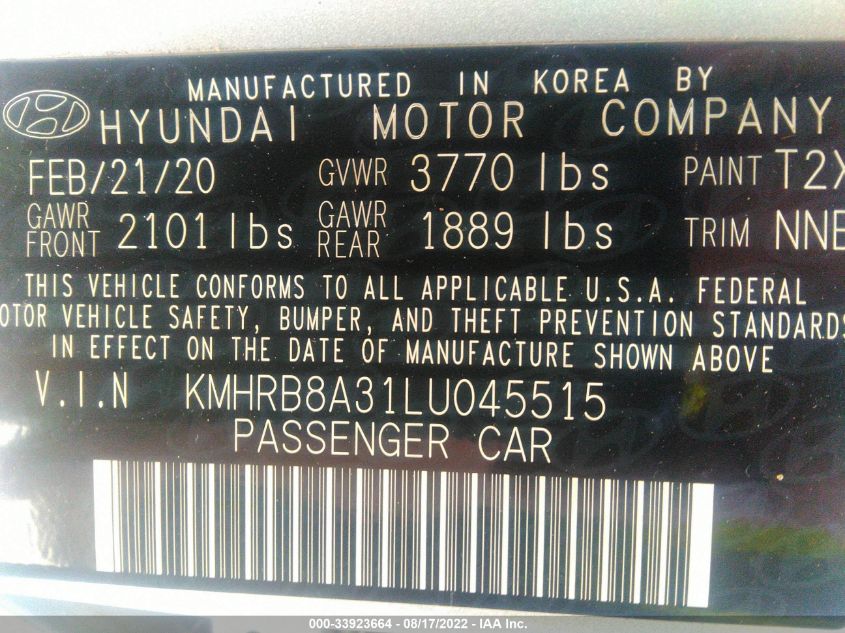 MANUFACTURED IN KOREA BY
HYUNDAI MOTOR COMPANY
FEB/21/20 GVWR 3770 lbs PAINT T2X
GAWR FRONT 2101 lbs GAWR REAR 1889 lbs TRIM NNB
THIS VEHICLE CONFORMS TO ALL APPLICABLE U.S.A. FEDERAL
VEHICLE SAFETY, BUMPER, AND THEFT PREVENTION STANDARDS
IN EFFECT ON THE DATE OF MANUFACTURE SHOWN ABOVE
V.I.N KMHRB8A31LU045515
PASSENGER CAR
000-33923664 - 08/17/2022 - IAA Inc.